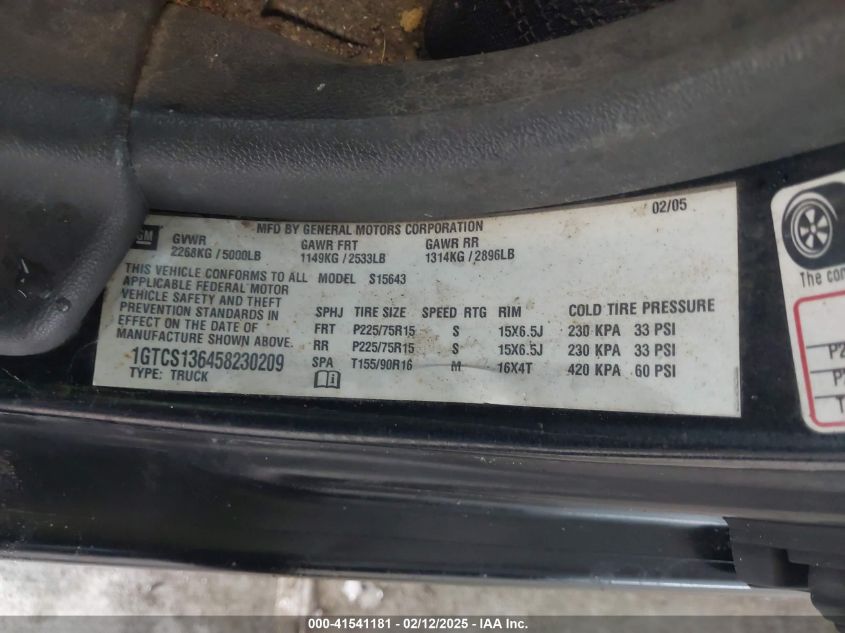 MFD BY GENERAL MOTORS CORPORATION
02/05
GM
GVWR
GAWR FRT
GAWR RR
2268KG / 5000LB
1149KG / 2533LB
1314KG / 2896LB
THIS VEHICLE CONFORMS TO ALL
APPLICABLE FEDERAL MOTOR
VEHICLE SAFETY AND THEFT
PREVENTION STANDARDS IN
EFFECT ON THE DATE OF
MANUFACTURE SHOWN ABOVE.
MODEL S15643
1GTCS136458230209
TYPE: TRUCK
SPHJ TIRE SIZE SPEED RTG RIM COLD TIRE PRESSURE
FRT P225/75R15 S 15X6.5J 230 KPA 33 PSI
RR P225/75R15 S 15X6.5J 230 KPA 33 PSI
SPA T155/90R16 M 16X4T 420 KPA 60 PSI
The
P2
T
000-41541181 - 02/12/2025 - IAA Inc.